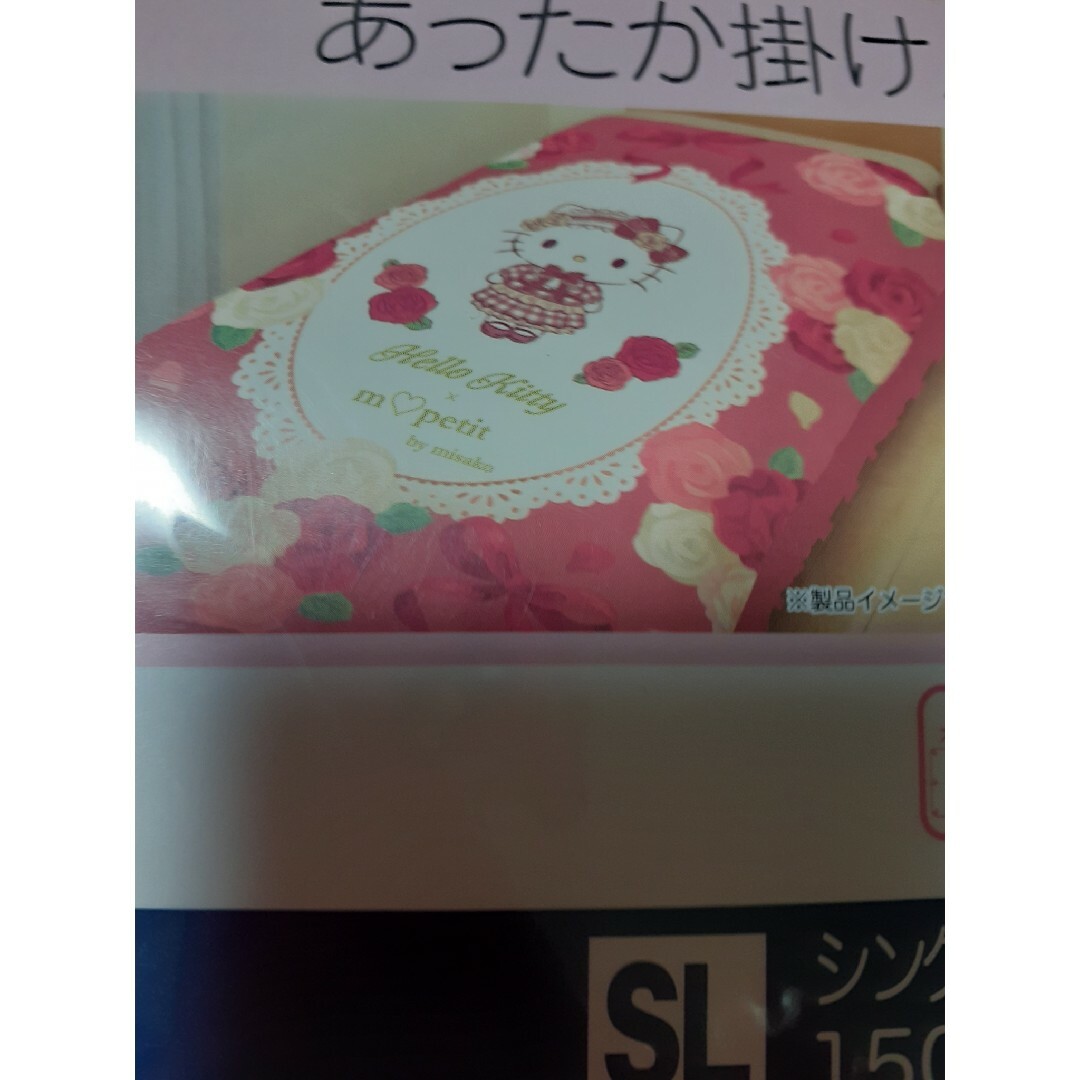 あったか掛け
Hello Kitty
×
m♡petit
by misako
※製品イメージ
SL
シング
150